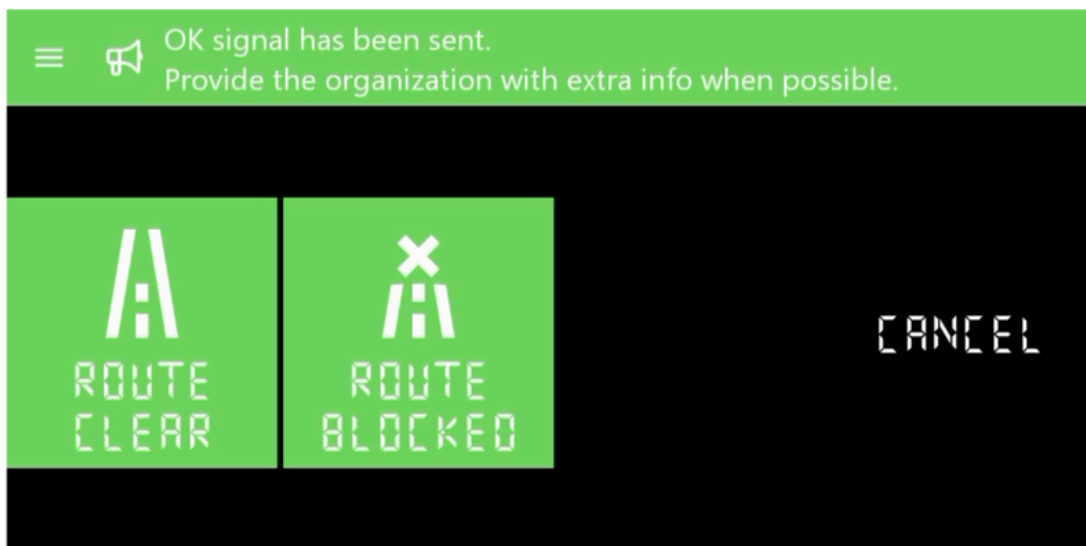 OK signal has been sent.
Provide the organization with extra info when possible.
ROUTE
CLEAR
ROUTE
BLOCKED
CANCEL